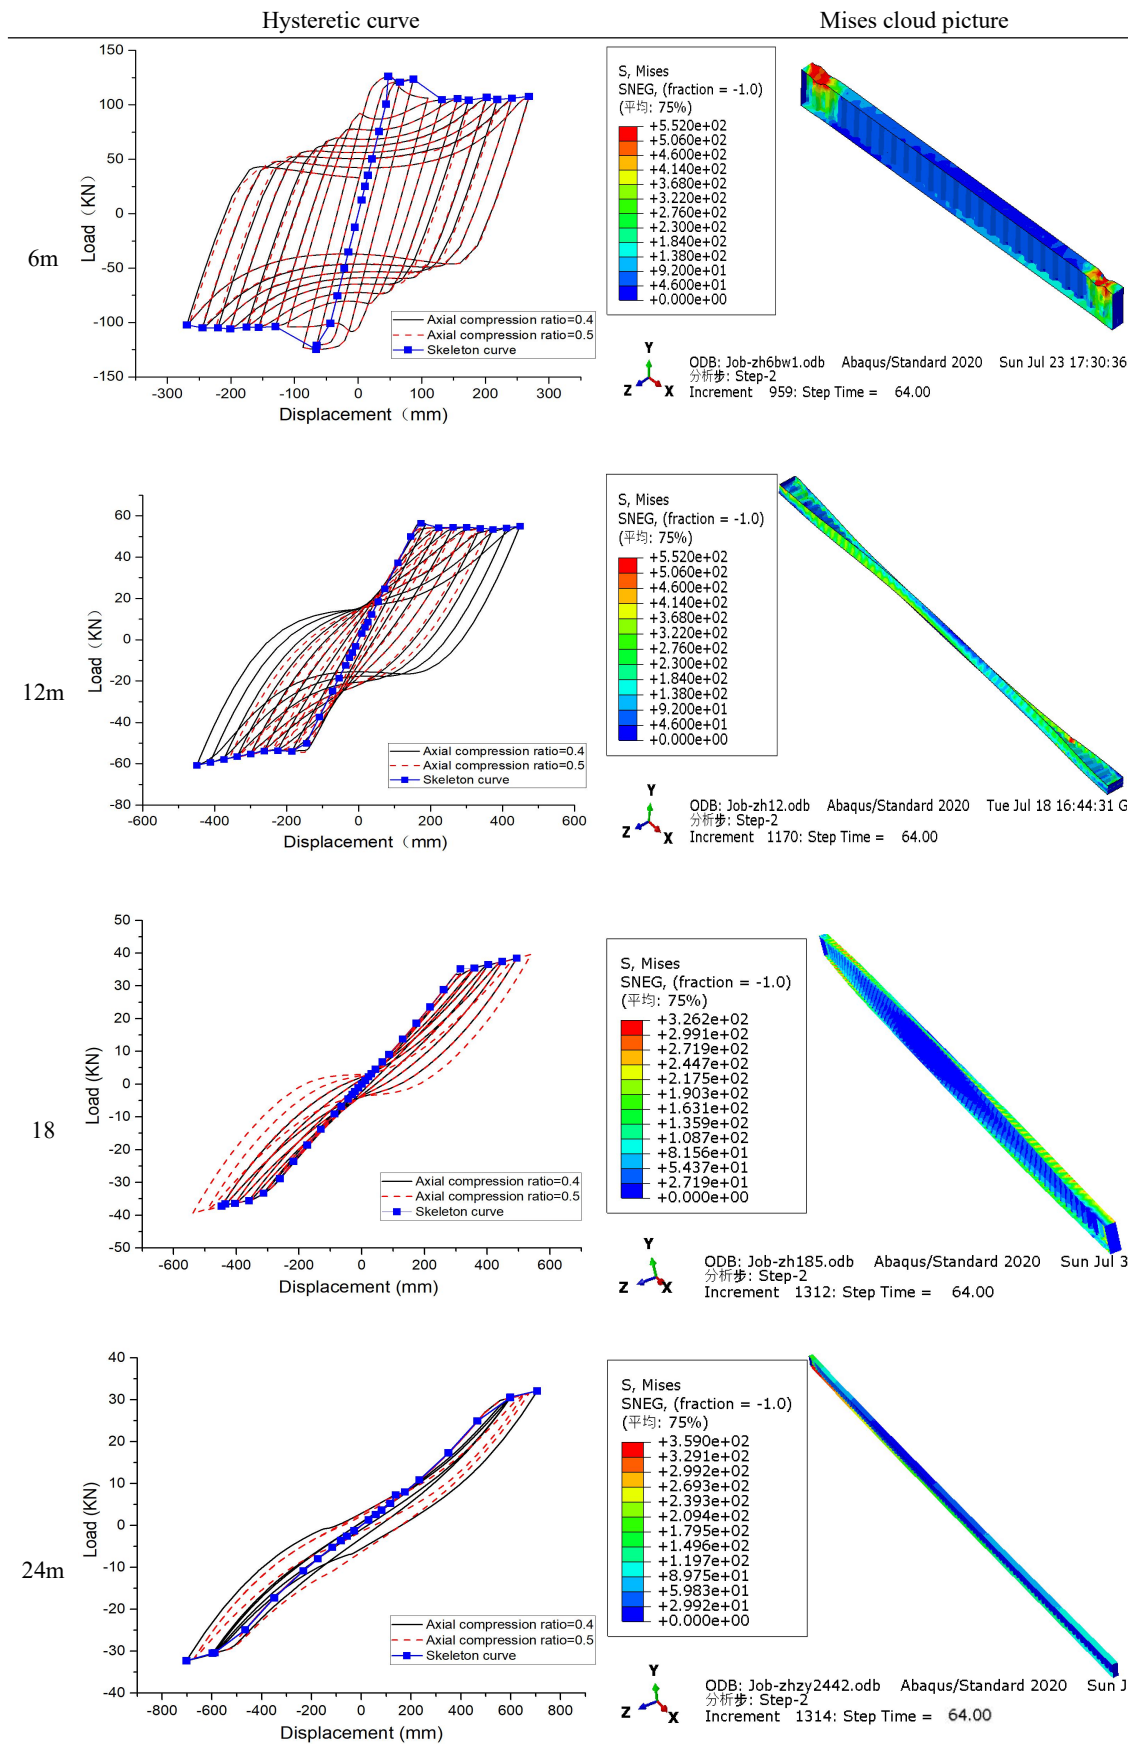 Hysteretic curve
Mises cloud picture
6m
150
100
50
0
-50
-100
-150
Load（KN）
-300
-200
-100
0
100
200
300
Displacement（mm）
Axial compression ratio=0.4
Axial compression ratio=0.5
Skeleton curve
S, Mises
SNEG, (fraction = -1.0)
(平均: 75%)
+5.520e+02
+5.060e+02
+4.600e+02
+4.140e+02
+3.680e+02
+3.220e+02
+2.760e+02
+2.300e+02
+1.840e+02
+1.380e+02
+9.200e+01
+4.600e+01
+0.000e+00
Y
Z
X
ODB: Job-zh6bw1.odb Abaqus/Standard 2020 Sun Jul 23 17:30:36
分析步: Step-2
Increment 959: Step Time = 64.00
12m
60
40
20
0
-20
-40
-60
-80
Load（KN）
-600
-400
-200
0
200
400
600
Displacement（mm）
Axial compression ratio=0.4
Axial compression ratio=0.5
Skeleton curve
S, Mises
SNEG, (fraction = -1.0)
(平均: 75%)
+5.520e+02
+5.060e+02
+4.600e+02
+4.140e+02
+3.680e+02
+3.220e+02
+2.760e+02
+2.300e+02
+1.840e+02
+1.380e+02
+9.200e+01
+4.600e+01
+0.000e+00
Y
Z
X
ODB: Job-zh12.odb Abaqus/Standard 2020 Tue Jul 18 16:44:31 G
分析步: Step-2
Increment 1170: Step Time = 64.00
18
50
40
30
20
10
0
-10
-20
-30
-40
-50
Load (KN)
-600
-400
-200
0
200
400
600
Displacement (mm)
Axial compression ratio=0.4
Axial compression ratio=0.5
Skeleton curve
S, Mises
SNEG, (fraction = -1.0)
(平均: 75%)
+3.262e+02
+2.991e+02
+2.719e+02
+2.447e+02
+2.175e+02
+1.903e+02
+1.631e+02
+1.359e+02
+1.087e+02
+8.156e+01
+5.437e+01
+2.719e+01
+0.000e+00
Y
Z
X
ODB: Job-zh185.odb Abaqus/Standard 2020 Sun Jul 3
分析步: Step-2
Increment 1312: Step Time = 64.00
24m
40
30
20
10
0
-10
-20
-30
-40
Load (KN)
-800
-600
-400
-200
0
200
400
600
800
Displacement (mm)
Axial compression ratio=0.4
Axial compression ratio=0.5
Skeleton curve
S, Mises
SNEG, (fraction = -1.0)
(平均: 75%)
+3.590e+02
+3.291e+02
+2.992e+02
+2.693e+02
+2.393e+02
+2.094e+02
+1.795e+02
+1.496e+02
+1.197e+02
+8.975e+01
+5.983e+01
+2.992e+01
+0.000e+00
Y
Z
X
ODB: Job-zhzy2442.odb Abaqus/Standard 2020 Sun J
分析步: Step-2
Increment 1314: Step Time = 64.00